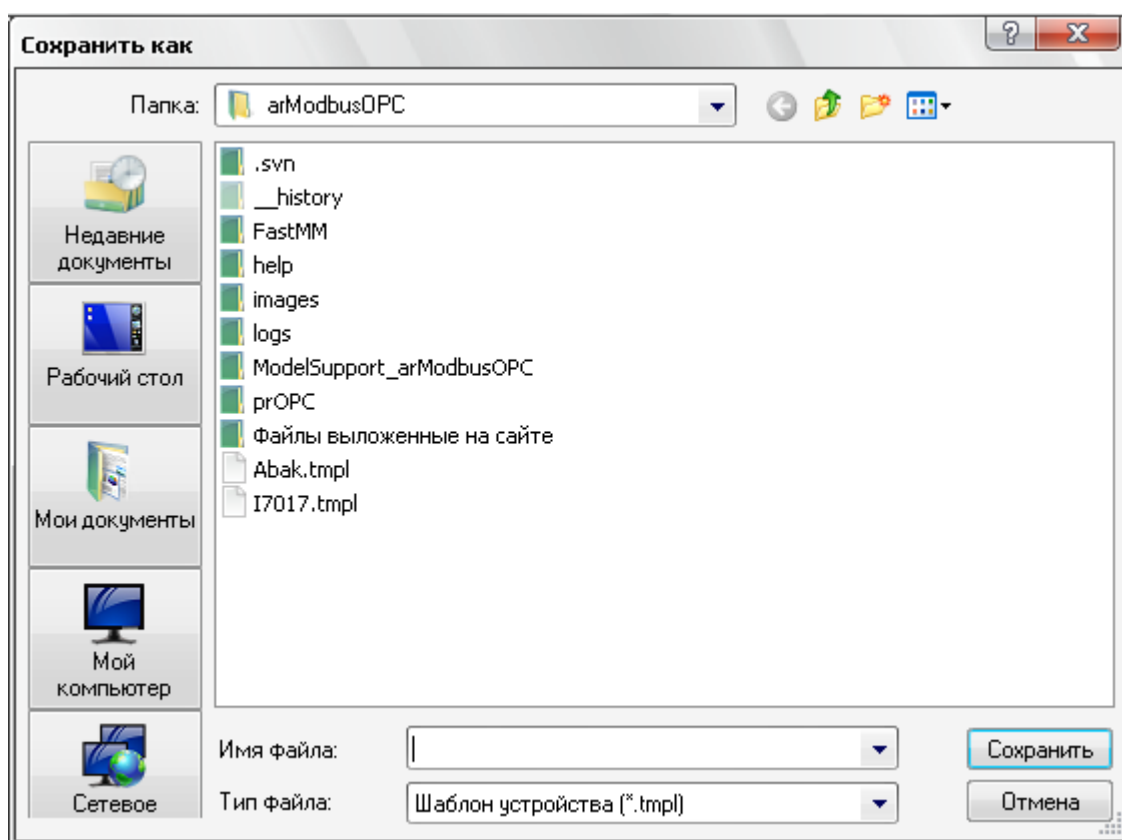 Сохранить как
?
X
Папка:
arModbusOPC
Недавние
документы
Рабочий стол
Мои документы
Мой
компьютер
Сетевое
.svn
__history
FastMM
help
images
logs
ModelSupport_arModbusOPC
prOPC
Файлы выложенные на сайте
Abak.tmpl
I7017.tmpl
Имя файла:
Сохранить
Тип файла:
Шаблон устройства (*.tmpl)
Отмена